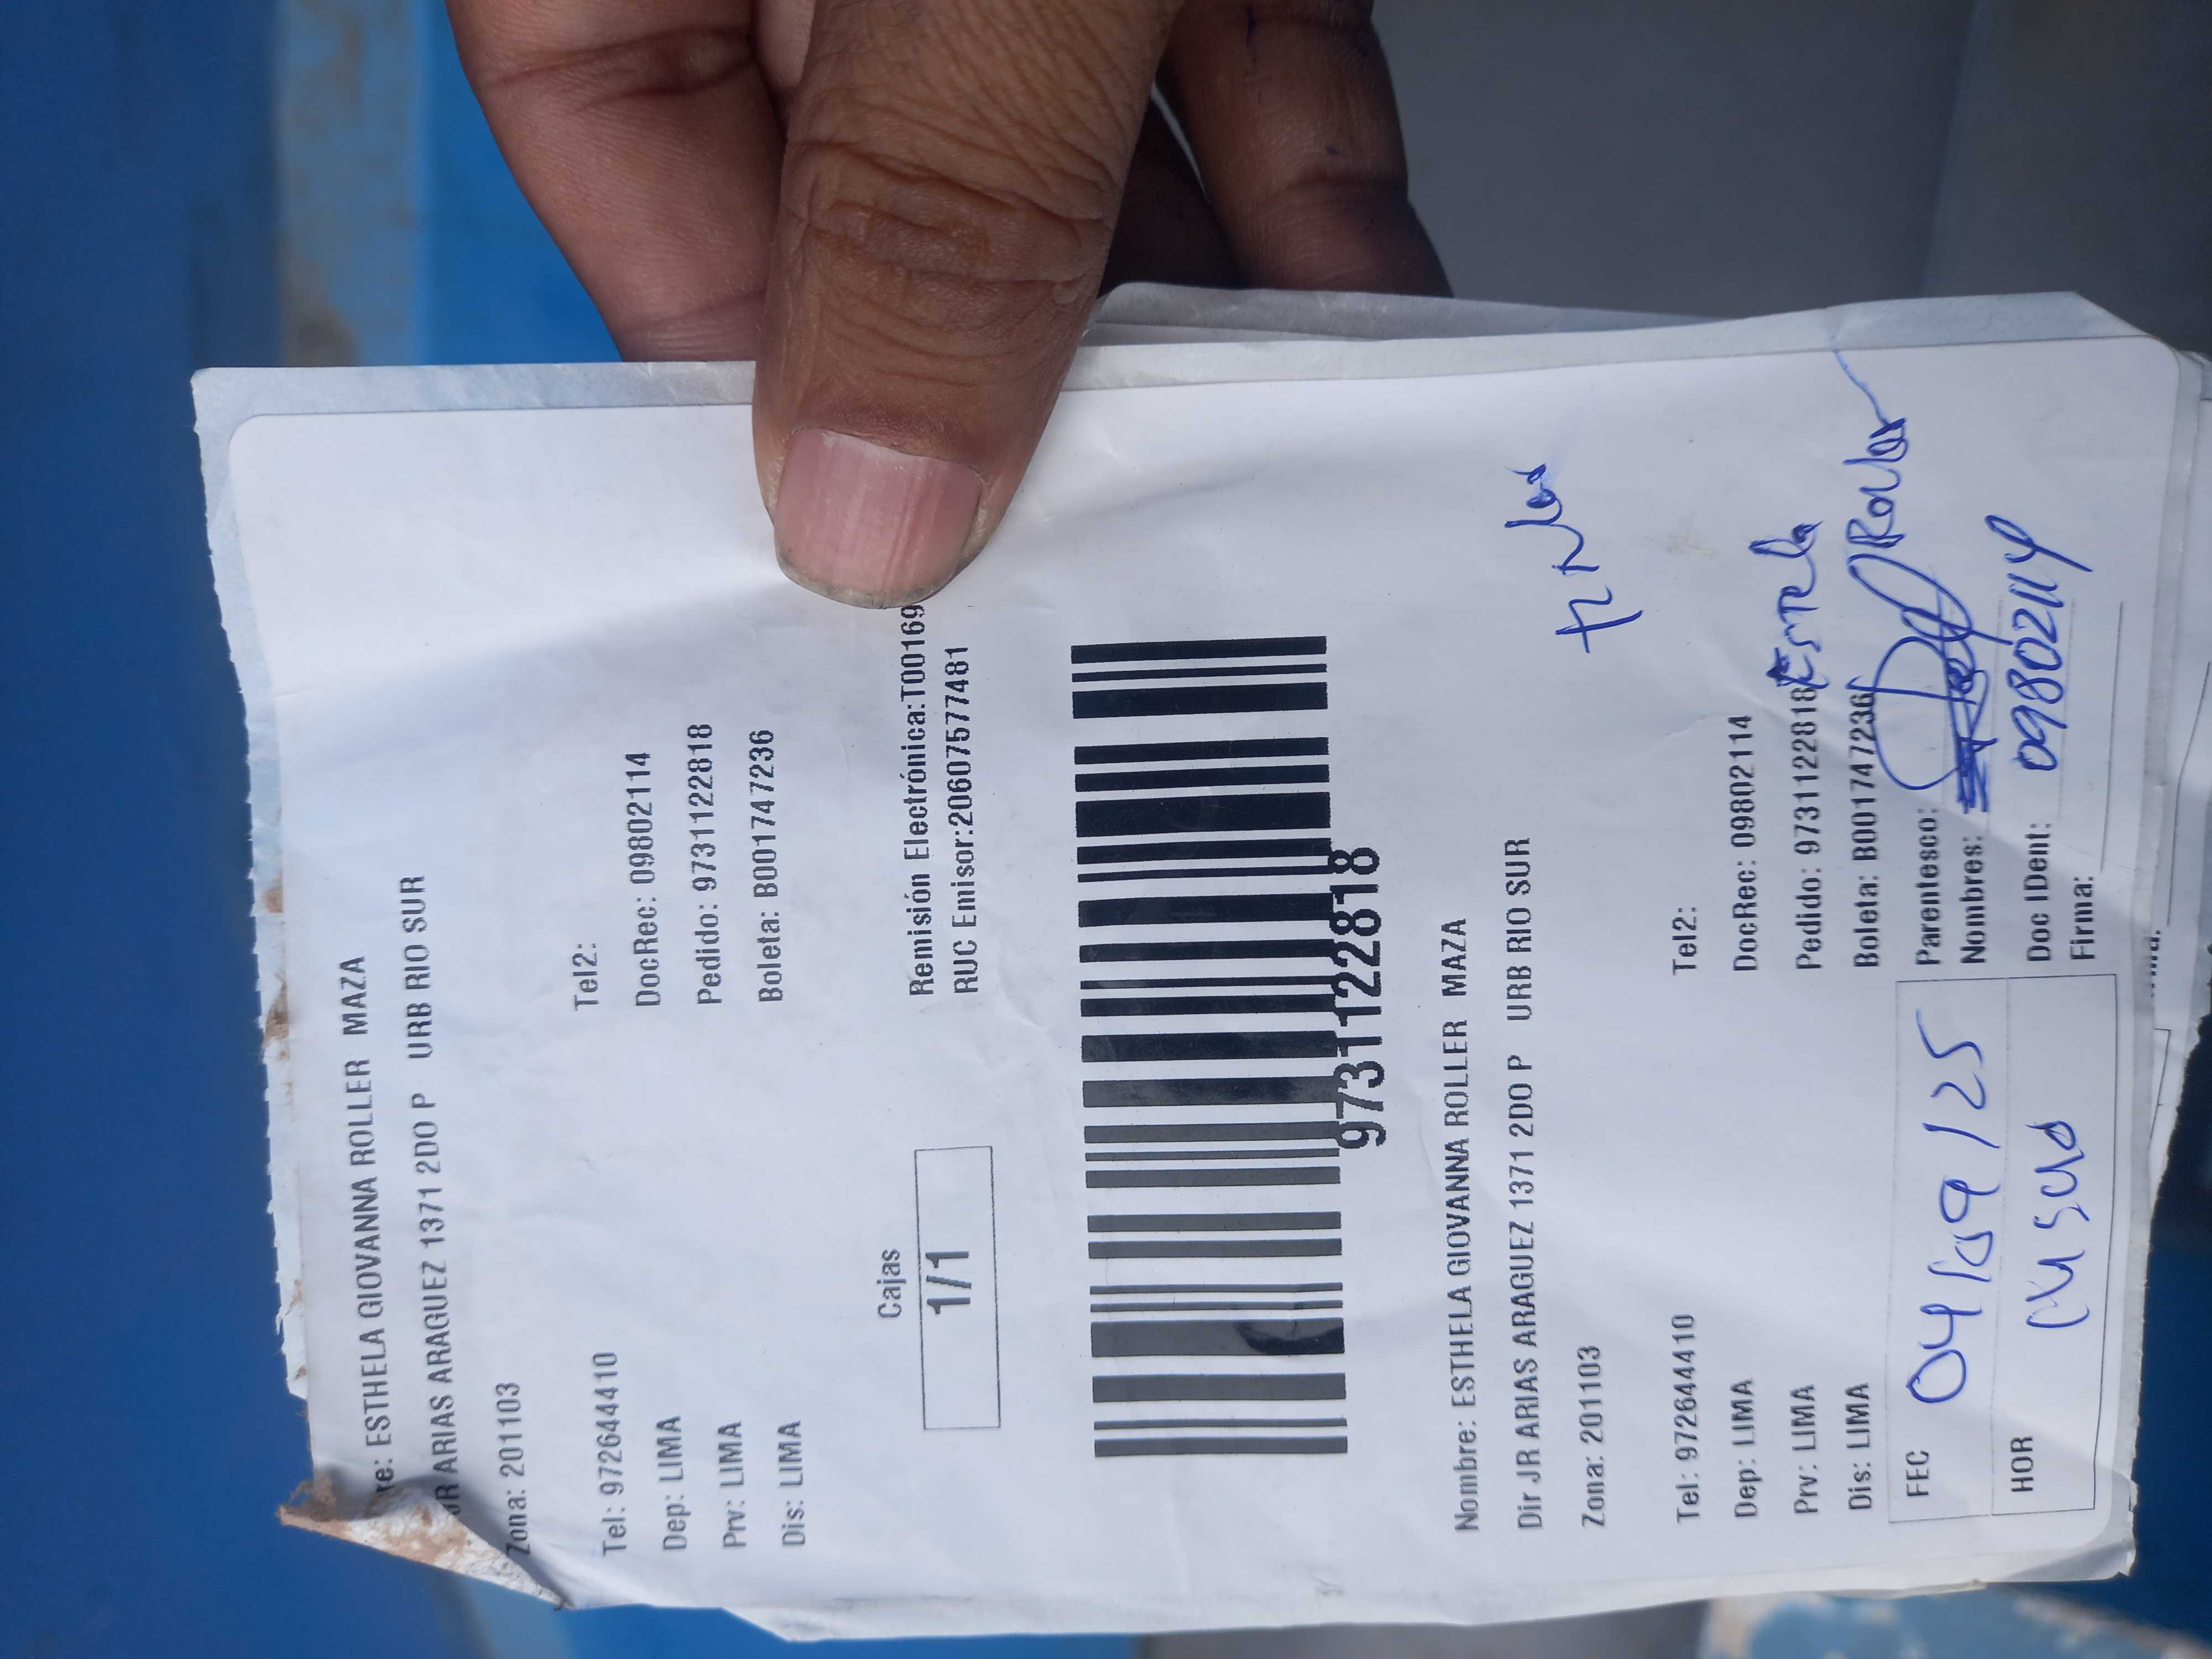 re: ESTHELA GIOVANNA ROLLER MAZA
JR ARIAS ARAGUEZ 1371 2DO P URB RIO SUR
Zona: 201103
Tel: 972644410 Tel2:
Dep: LIMA DocRec: 09802114
Prv: LIMA Pedido: 9731122818
Dis: LIMA Boleta: B001747236
Cajas
1/1
Remisión Electrónica:T00169
RUC Emisor:20607577481
9731122818
Nombre: ESTHELA GIOVANNA ROLLER MAZA
Dir JR ARIAS ARAGUEZ 1371 2DO P URB RIO SUR
Zona: 201103
Tel: 972644410 Tel2:
Dep: LIMA DocRec: 09802114
Prv: LIMA Pedido: 9731122818 Estela
Dis: LIMA Boleta: B001747236 Roller
FEC 04/09/25
HOR
Parentesco:
Nombres:
Doc IDent: 09802114
Firma: